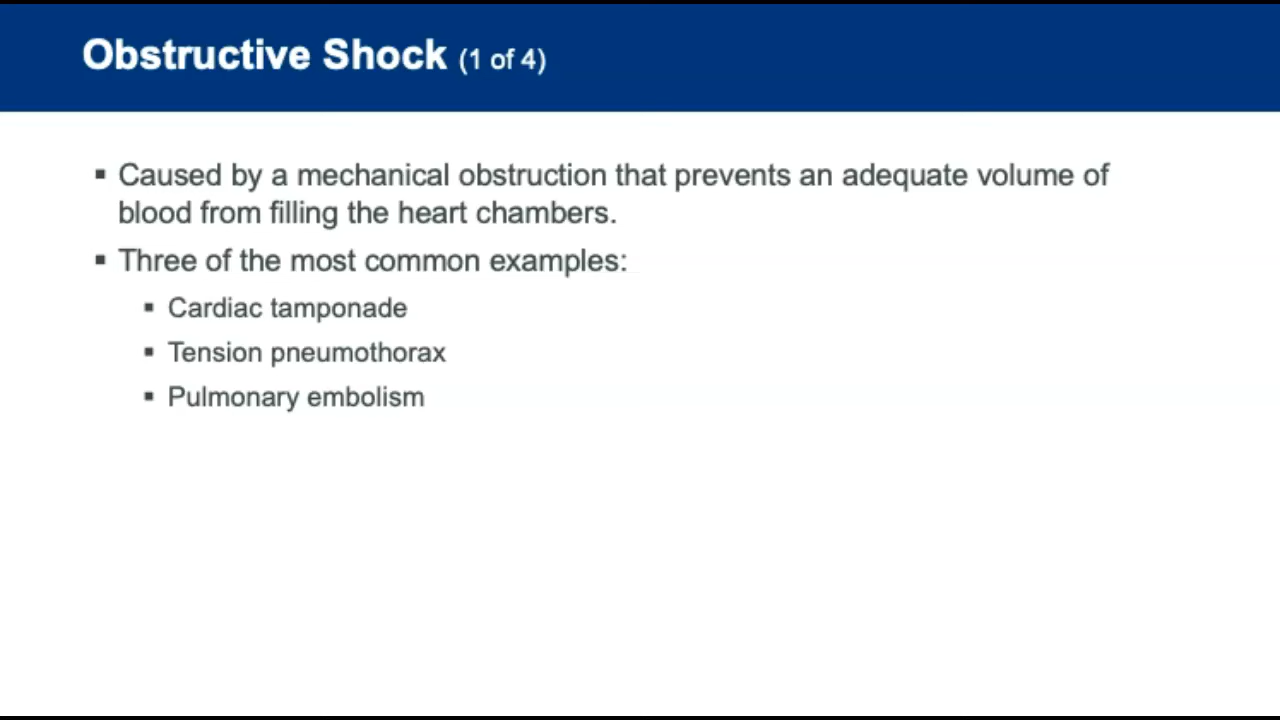 Obstructive Shock (1 of 4)
▪ Caused by a mechanical obstruction that prevents an adequate volume of
blood from filling the heart chambers.
▪ Three of the most common examples:
▪ Cardiac tamponade
▪ Tension pneumothorax
▪ Pulmonary embolism